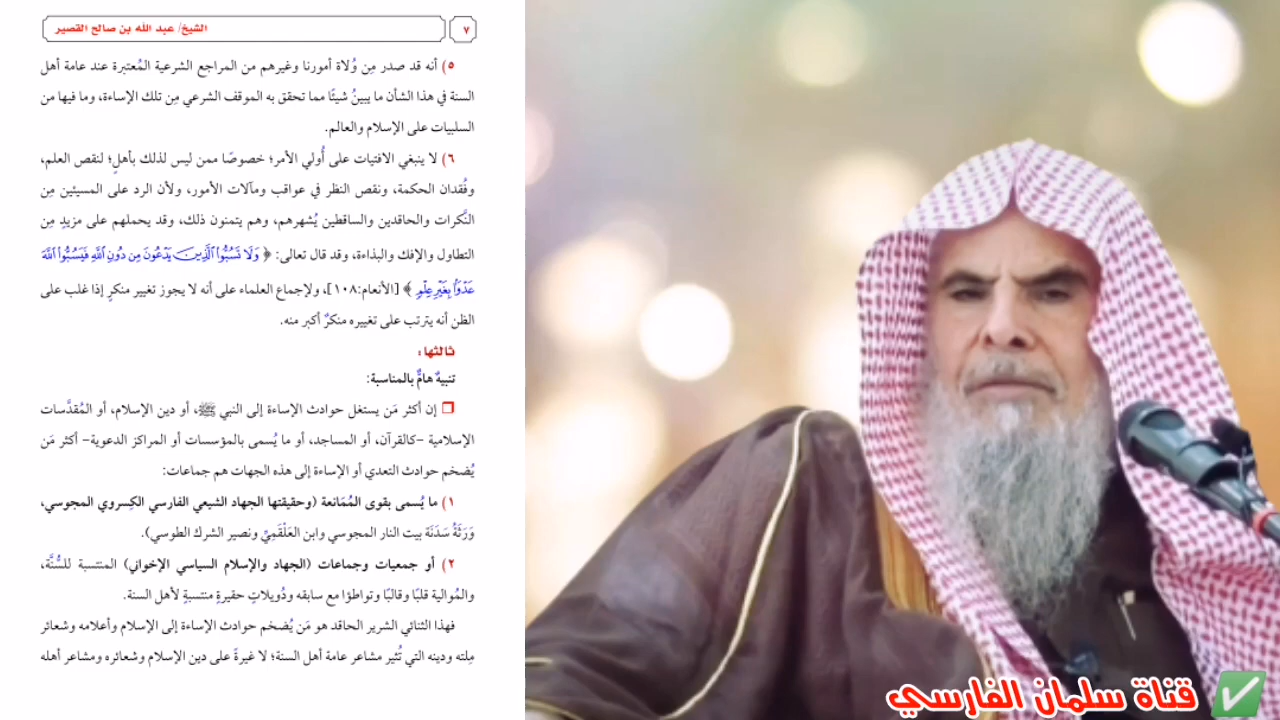 ٧
الشيخ/ عبد الله بن صالح القصير
٥) أنه قد صدر مِن وُلاة أمورنا وغيرهم من المراجع الشرعية المُعتبرة عند عامة أهل
السنة في هذا الشأن ما يبينُ شيئًا مما تحقق به الموقف الشرعي مِن تلك الإساءة، وما فيها من
السلبيات على الإسلام والعالم.
٦) لا ينبغي الافتيات على أُولي الأمر؛ خصوصًا ممن ليس لذلك بأهلٍ؛ لنقص العلم،
وفُقدان الحكمة، ونقص النظر في عواقب ومآلات الأمور، ولأن الرد على المسيئين مِن
النَّكرات والحاقدين والساقطين يُشهرهم، وهم يتمنون ذلك، وقد يحملهم على مزيدٍ مِن
التطاول والإفك والبذاءة، وقد قال تعالى: ﴿ وَلَا تَسُبُّوا۟ ٱلَّذِينَ يَدْعُونَ مِن دُونِ ٱللَّهِ فَيَسُبُّوا۟ ٱللَّهَ
عَدْوًۢا بِغَيْرِ عِلْمٍ ﴾ [الأنعام:١٠٨]، ولإجماع العلماء على أنه لا يجوز تغيير منكرٍ إذا غلب على
الظن أنه يترتب على تغييره منكرٌ أكبر منه.
ثالثها:
تنبيهٌ هامٌّ بالمناسبة:
❒ إن أكثر مَن يستغل حوادث الإساءة إلى النبي ﷺ، أو دين الإسلام، أو المُقدَّسات
الإسلامية -كالقرآن، أو المساجد، أو ما يُسمى بالمؤسسات أو المراكز الدعوية- أكثر مَن
يُضخم حوادث التعدي أو الإساءة إلى هذه الجهات هم جماعات:
١) ما يُسمى بقوى المُمَانعة (وحقيقتها الجهاد الشيعي الفارسي الكِسروي المجوسي،
وَرَثَةُ سَدَنَة بيت النار المجوسي وابن العَلْقَمِيِّ ونصير الشرك الطوسي).
٢) أو جمعيات وجماعات (الجهاد والإسلام السياسي الإخواني) المنتسبة للسُّنَّة،
والمُوالية قلبًا وقالبًا وتواطؤا مع سابقه ودُويلاتٍ حقيرةٍ منتسبةٍ لأهل السنة.
فهذا الثنائي الشرير الحاقد هو مَن يُضخم حوادث الإساءة إلى الإسلام وأعلامه وشعائر
مِلته ودينه التي تُثير مشاعر عامة أهل السنة؛ لا غيرةً على دين الإسلام وشعائره ومشاعر أهله
قناة سلمان الفارسي